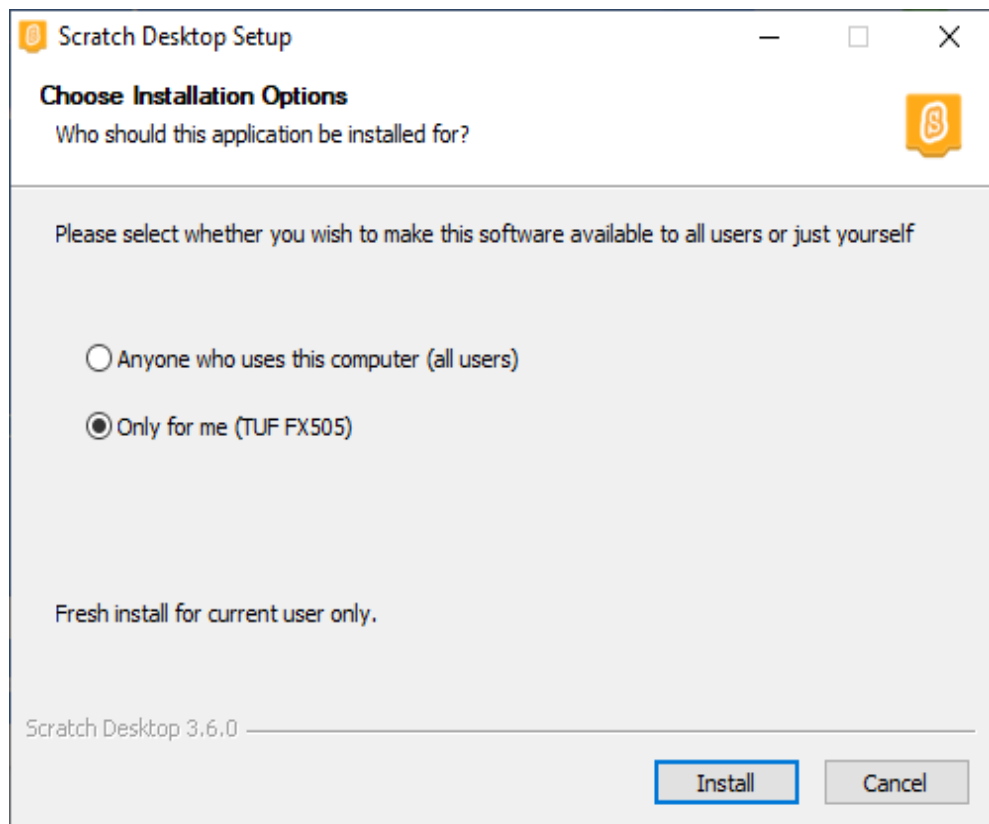 Scratch Desktop Setup
Choose Installation Options
Who should this application be installed for?
Please select whether you wish to make this software available to all users or just yourself
Anyone who uses this computer (all users)
Only for me (TUF FX505)
Fresh install for current user only.
Scratch Desktop 3.6.0
Install Cancel